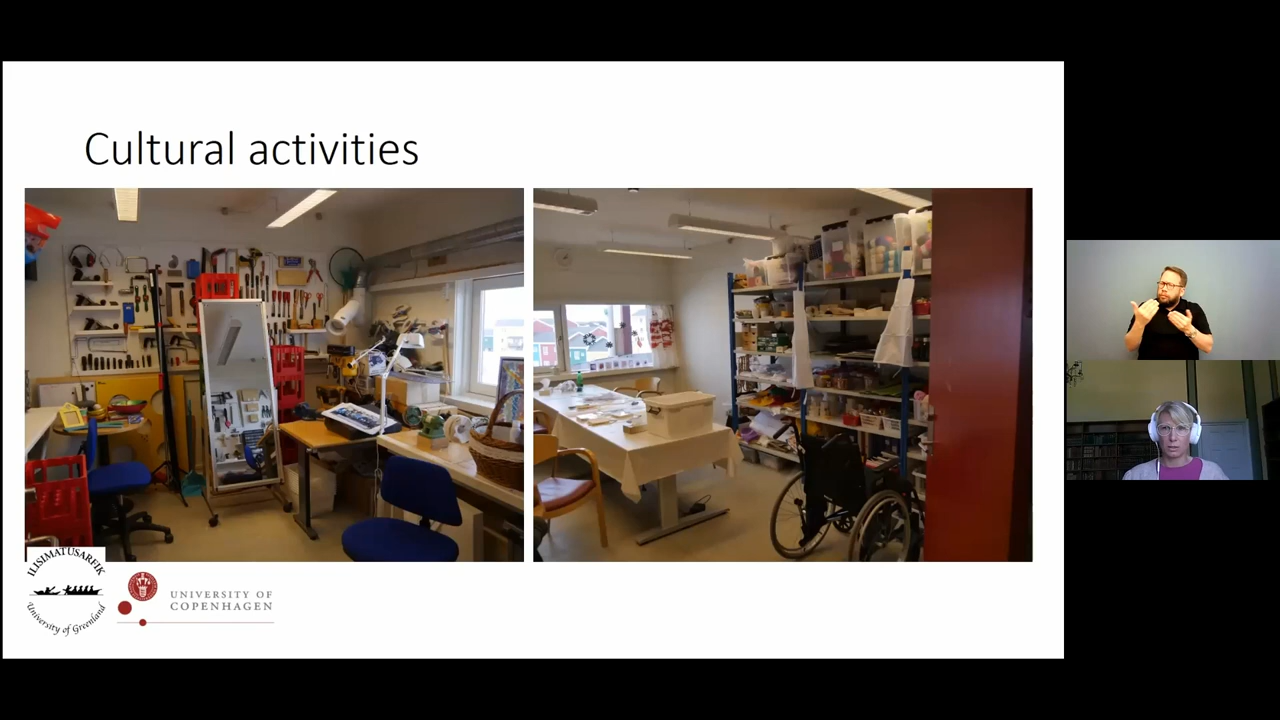 Cultural activities
ILISIMATUSARFIK
University of Greenland
UNIVERSITY OF
COPENHAGEN